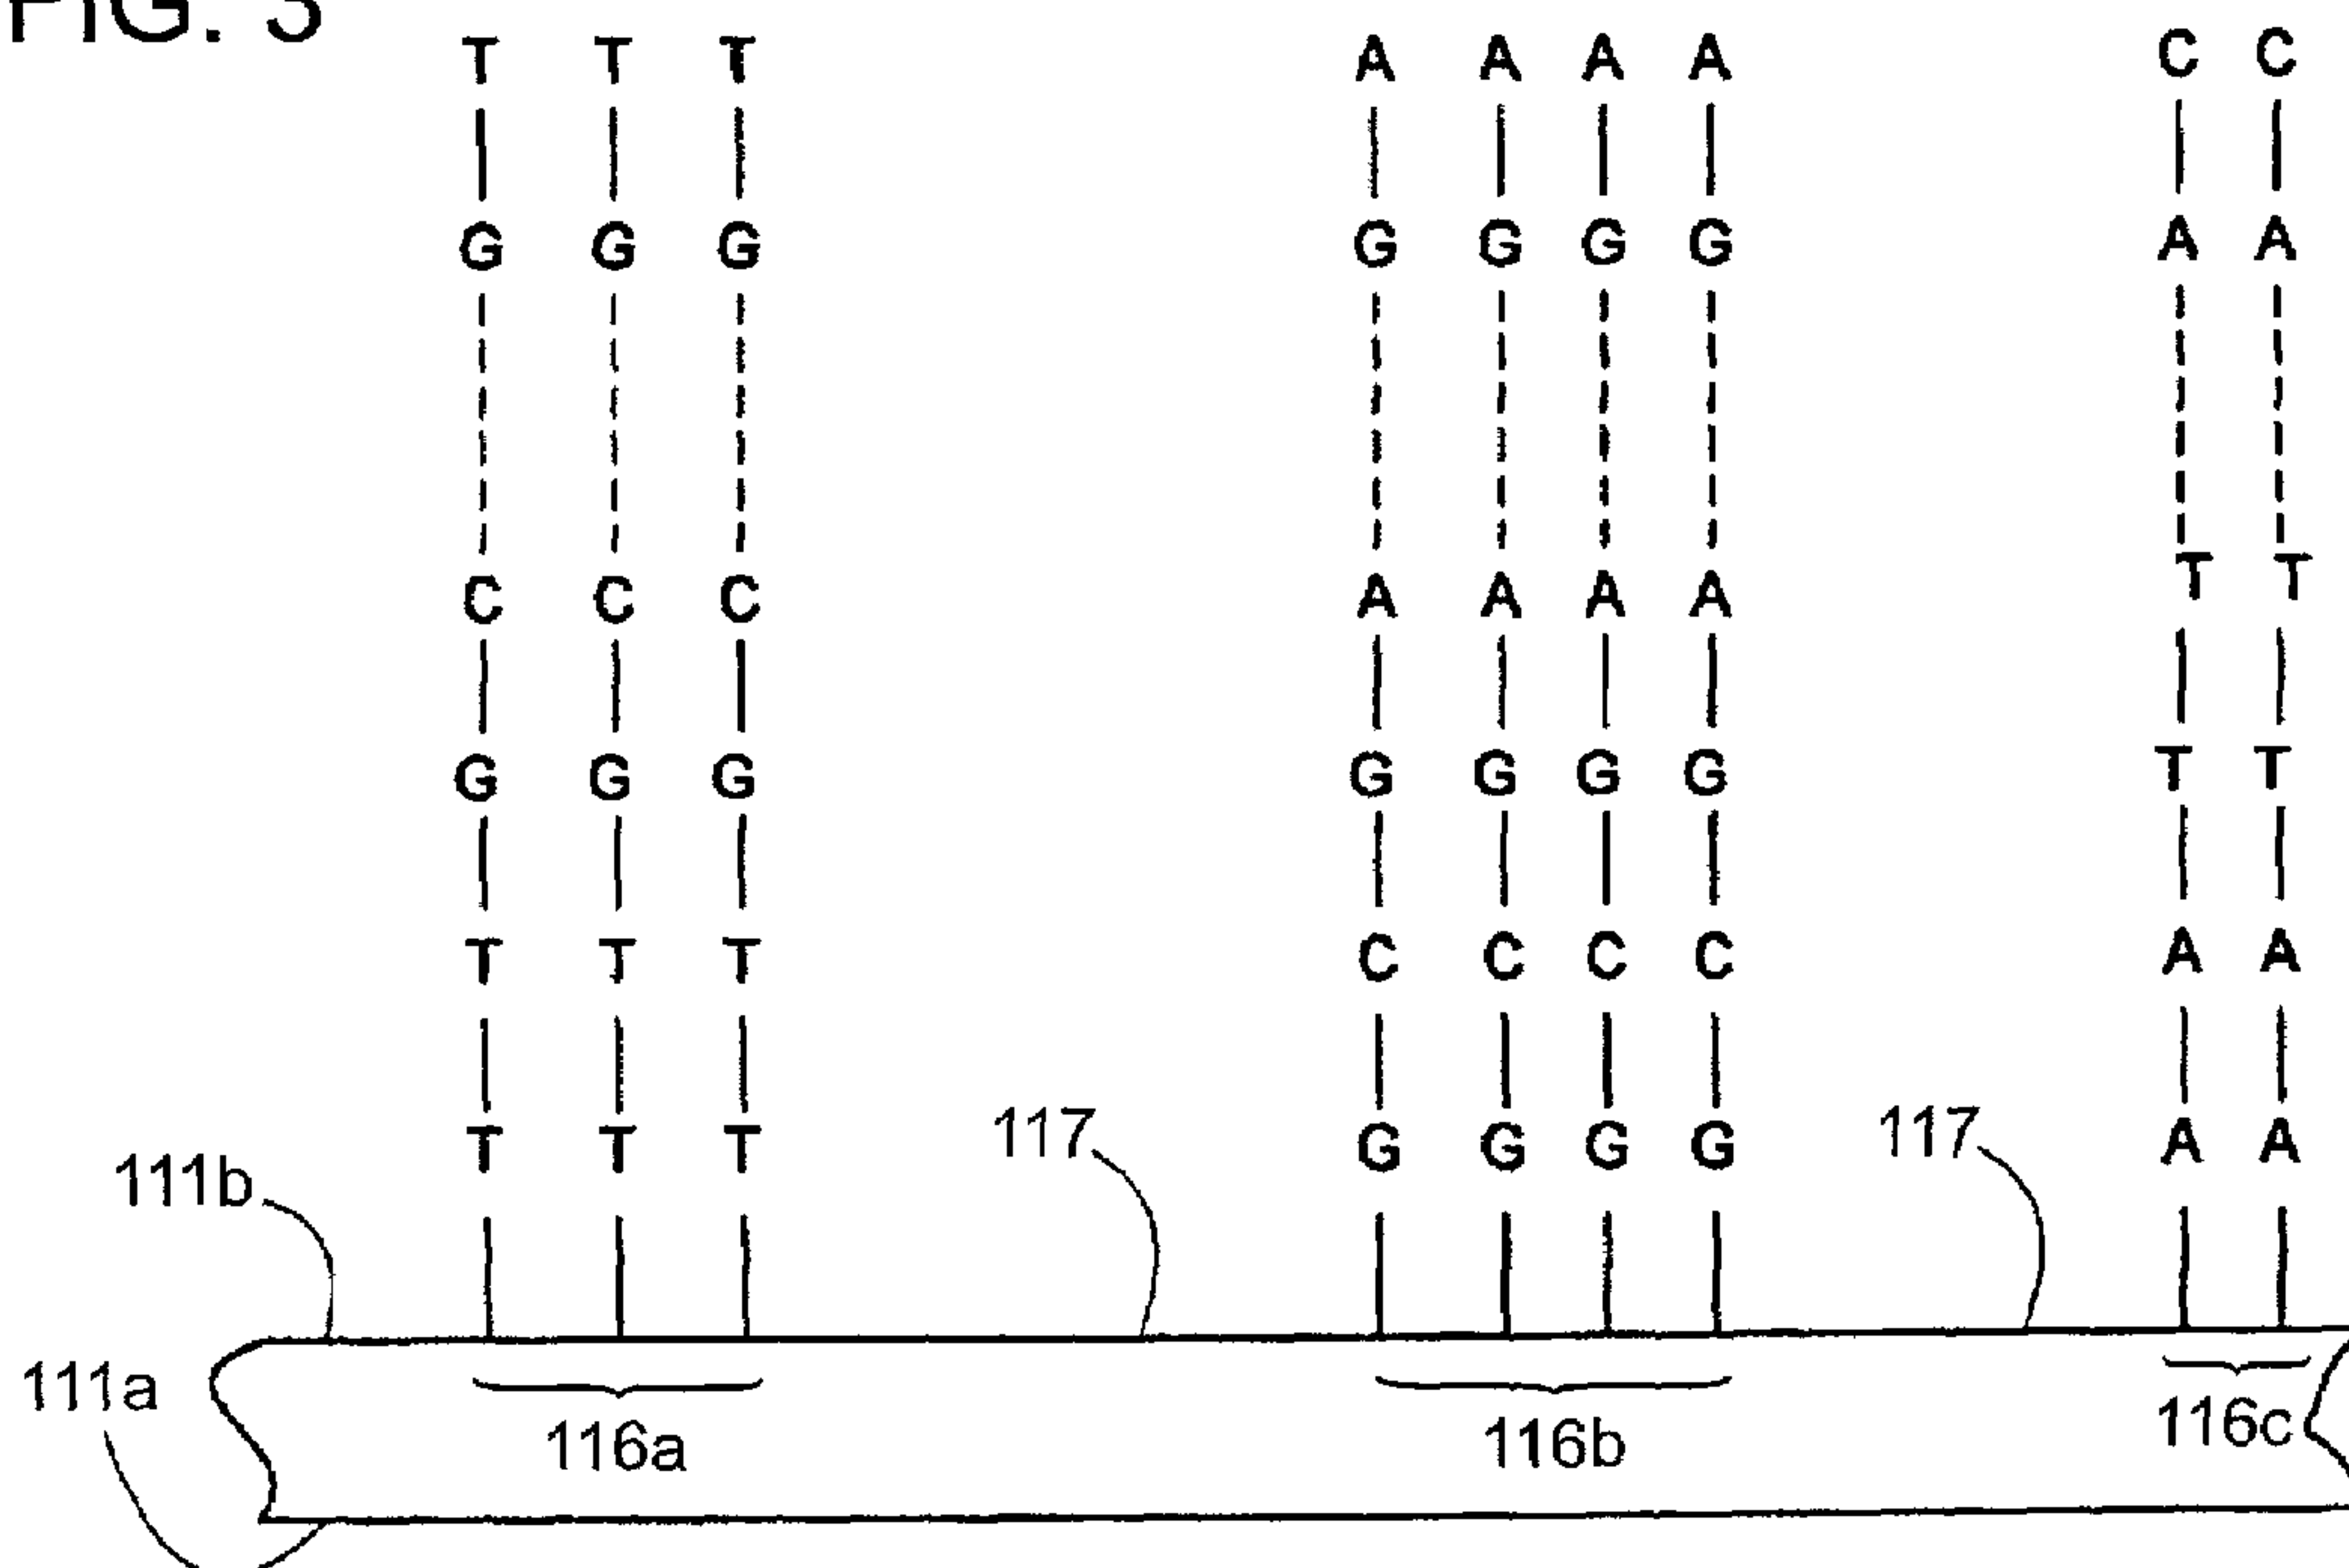 FIG. 3
T T T A A A A C C
G G G G G G G A A
C C C A A A A T T
G G G G G G G T T
T T T C C C C A A
T T T G G G G A A
117 117
111b
111a
116a 116b 116c